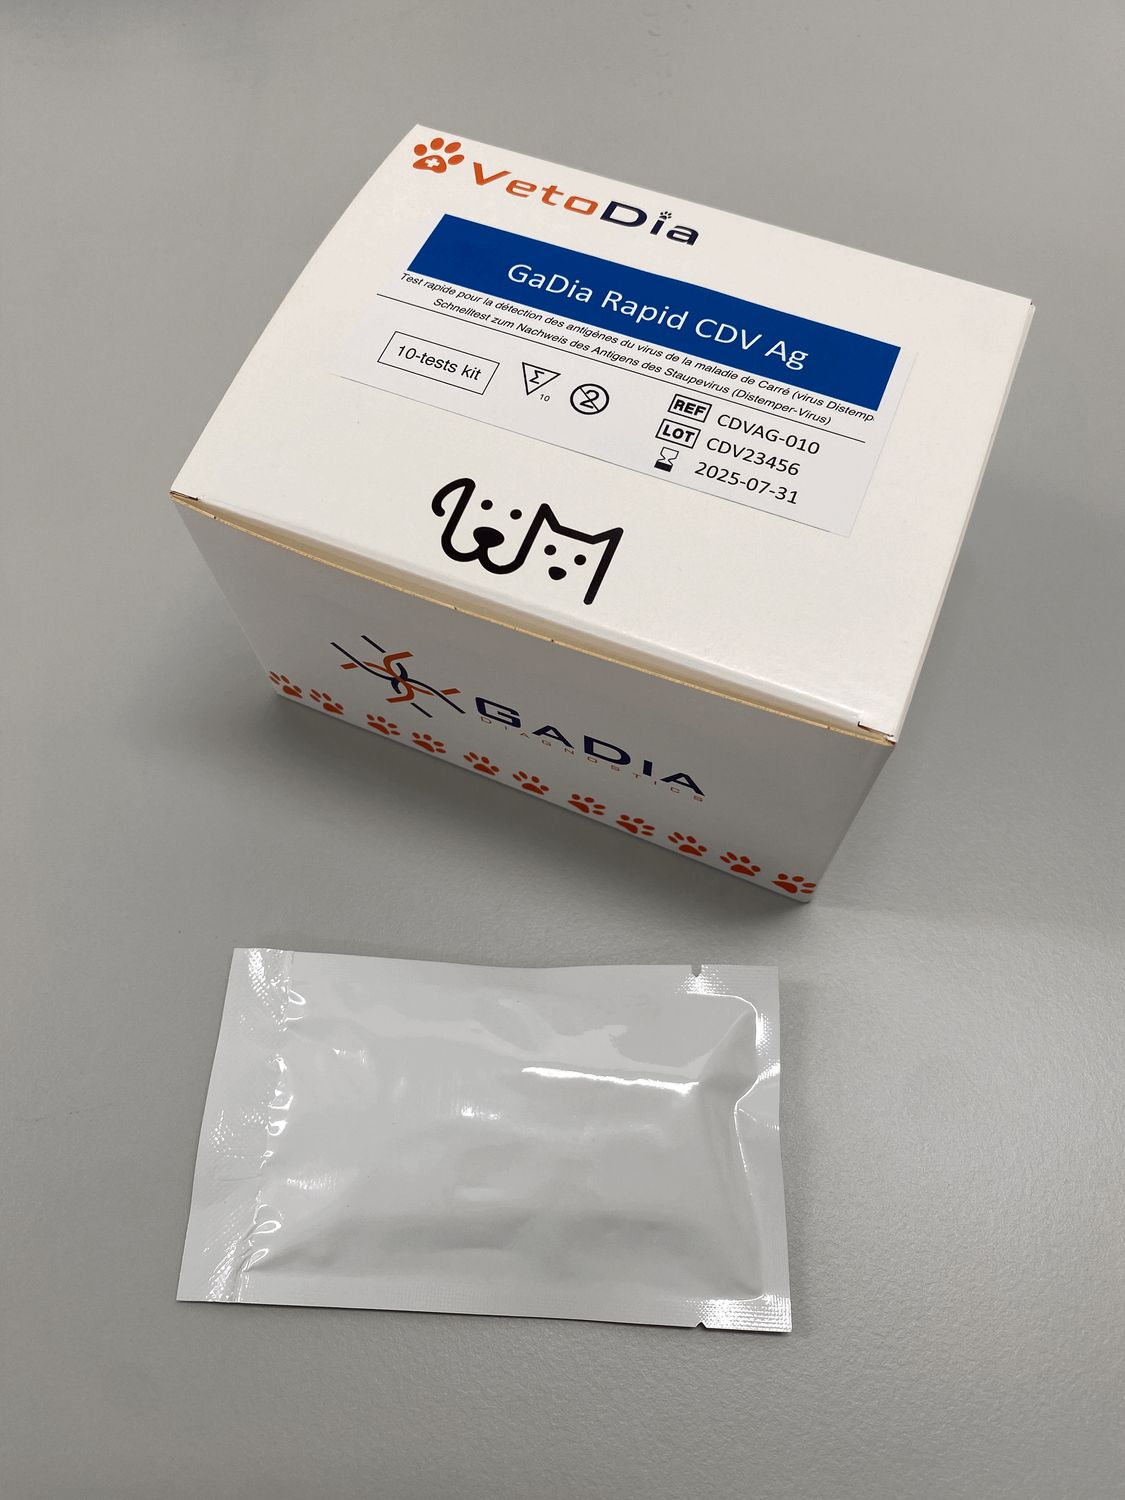 VetoDia
GaDia Rapid CDV Ag
Test rapide pour la détection des antigènes du virus de la maladie de Carré (virus Distemp
Schnelltest zum Nachweis des Antigens des Staupevirus (Distemper-Virus)
10-tests kit
Σ
10
2
REF CDVAG-010
LOT CDV23456
2025-07-31
GADIA
DIAGNOSTICS